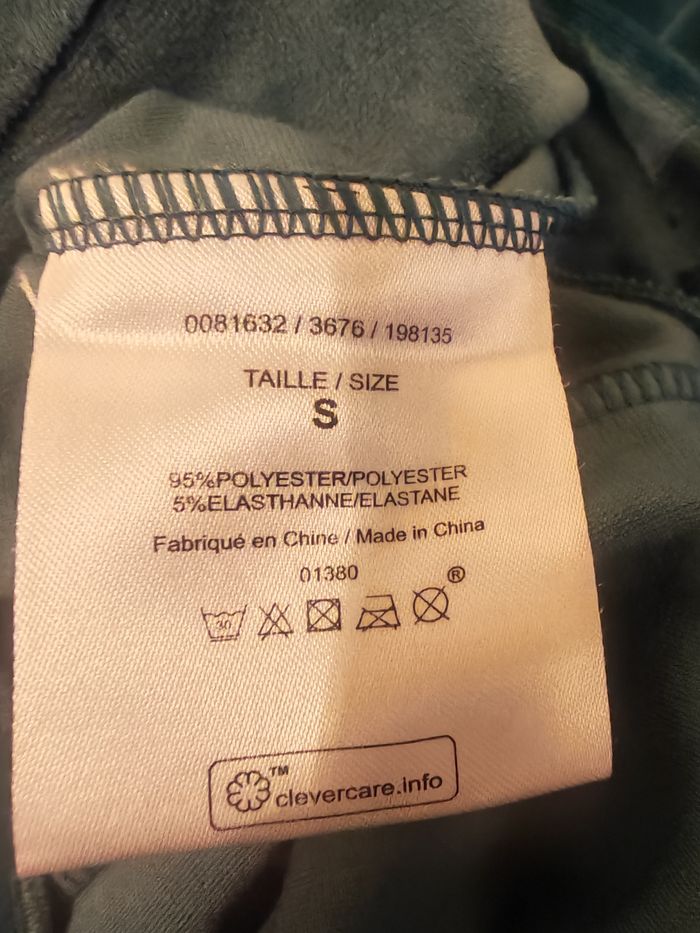 0081632 / 3676 / 198135
TAILLE / SIZE
S
95%POLYESTER/POLYESTER
5%ELASTHANNE/ELASTANE
Fabriqué en Chine / Made in China
01380
®
30
™
clevercare.info